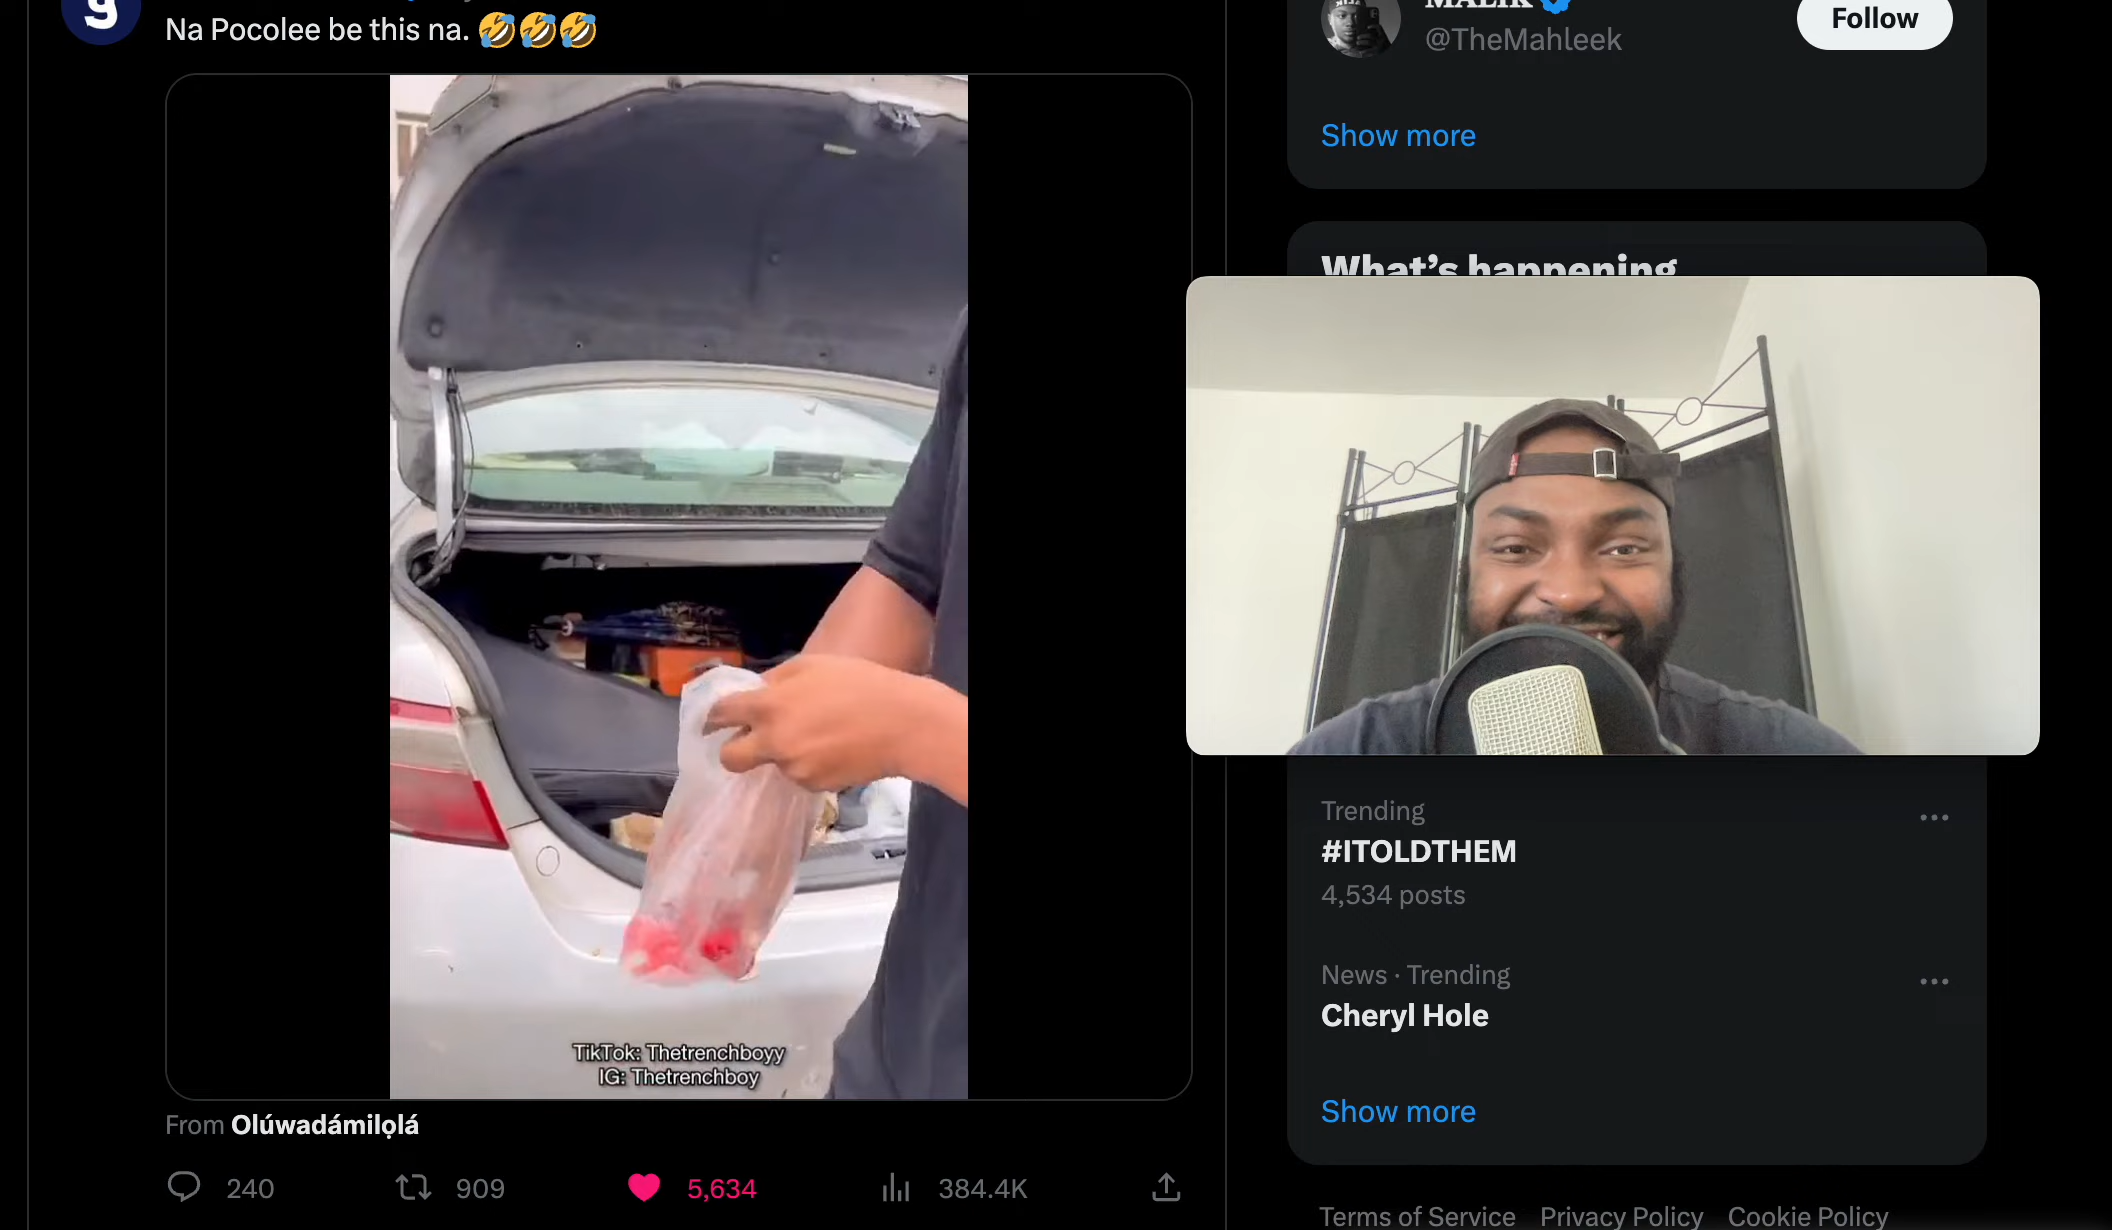 Na Pocolee be this na. 🤣🤣🤣
TikTok: Thetrenchboyy
IG: Thetrenchboy
From Olúwadámilọlá
240
909
5,634
384.4K
MALIK
@TheMahleek
Follow
Show more
What's happening
Trending
#ITOLDTHEM
4,534 posts
News · Trending
Cheryl Hole
Show more
Terms of Service Privacy Policy Cookie Policy